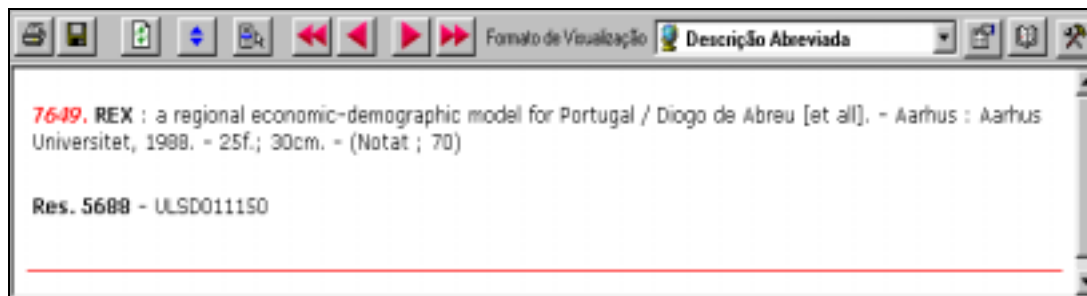 Formato de Visualização Descrição Abreviada
7649. REX : a regional economic-demographic model for Portugal / Diogo de Abreu [et all]. - Aarhus : Aarhus
Universitet, 1988. - 25f.; 30cm. - (Notat ; 70)
Res. 5688 - ULSD011150